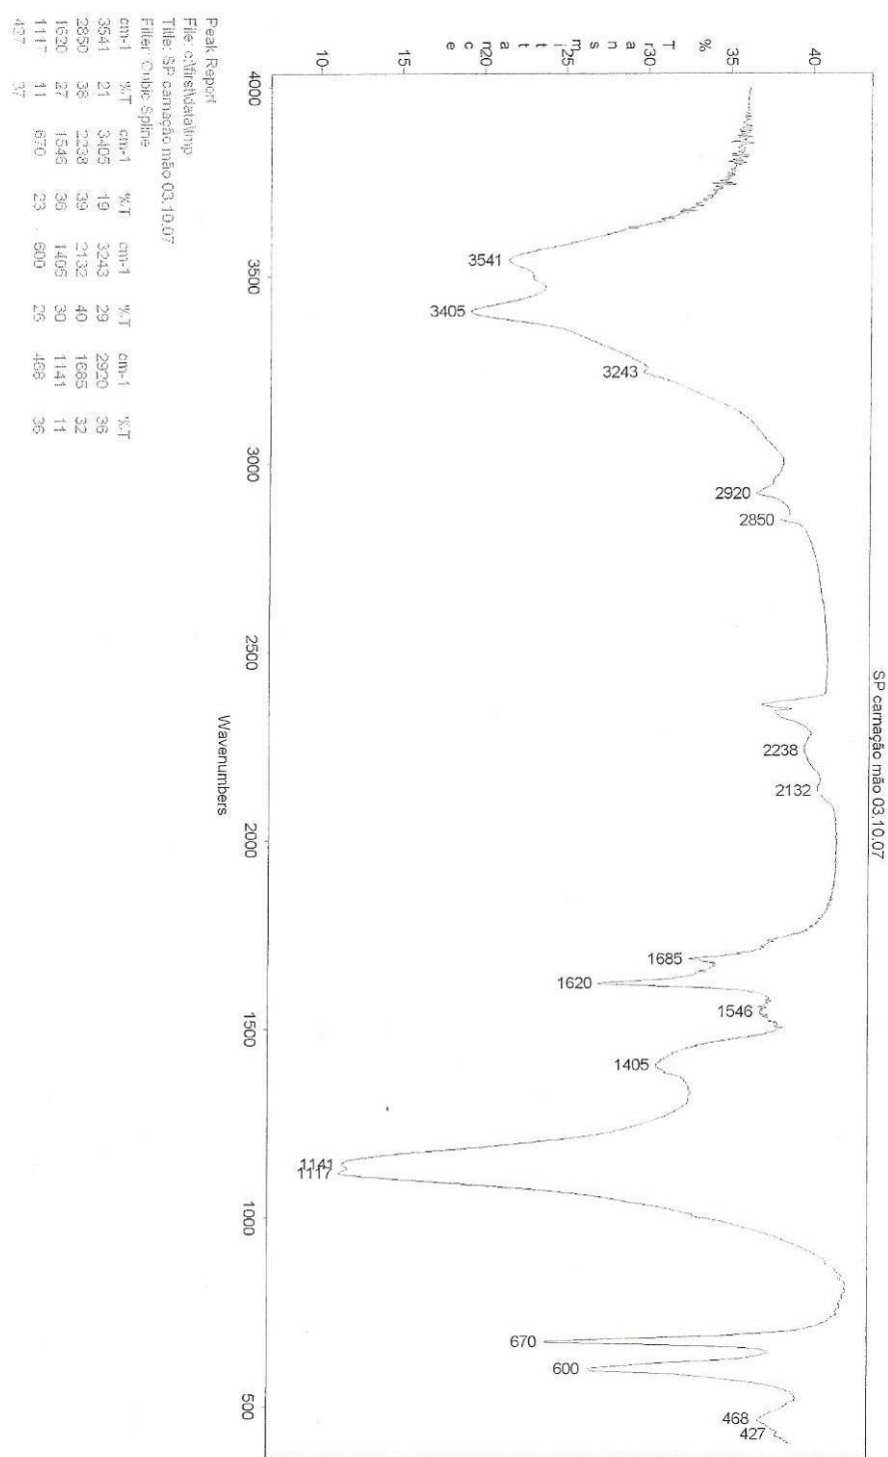 SP carnação mão 03.10.07
% Transmittance
40
35
30
25
20
15
10
3541
3405
3243
2920
2850
2238
2132
1685
1620
1546
1405
1141
1117
670
600
468
427
4000
3500
3000
2500
2000
1500
1000
500
Wavenumbers
Peak Report
File: c:\first\data\tmp
Title: SP carnação mão 03.10.07
Filter: Cubic Spline
cm-1 %T cm-1 %T cm-1 %T cm-1 %T
3541 21 3405 19 3243 29 2920 36
2850 38 2238 39 2132 40 1685 32
1620 27 1546 36 1405 30 1141 11
1117 11 670 23 600 26 468 36
427 37